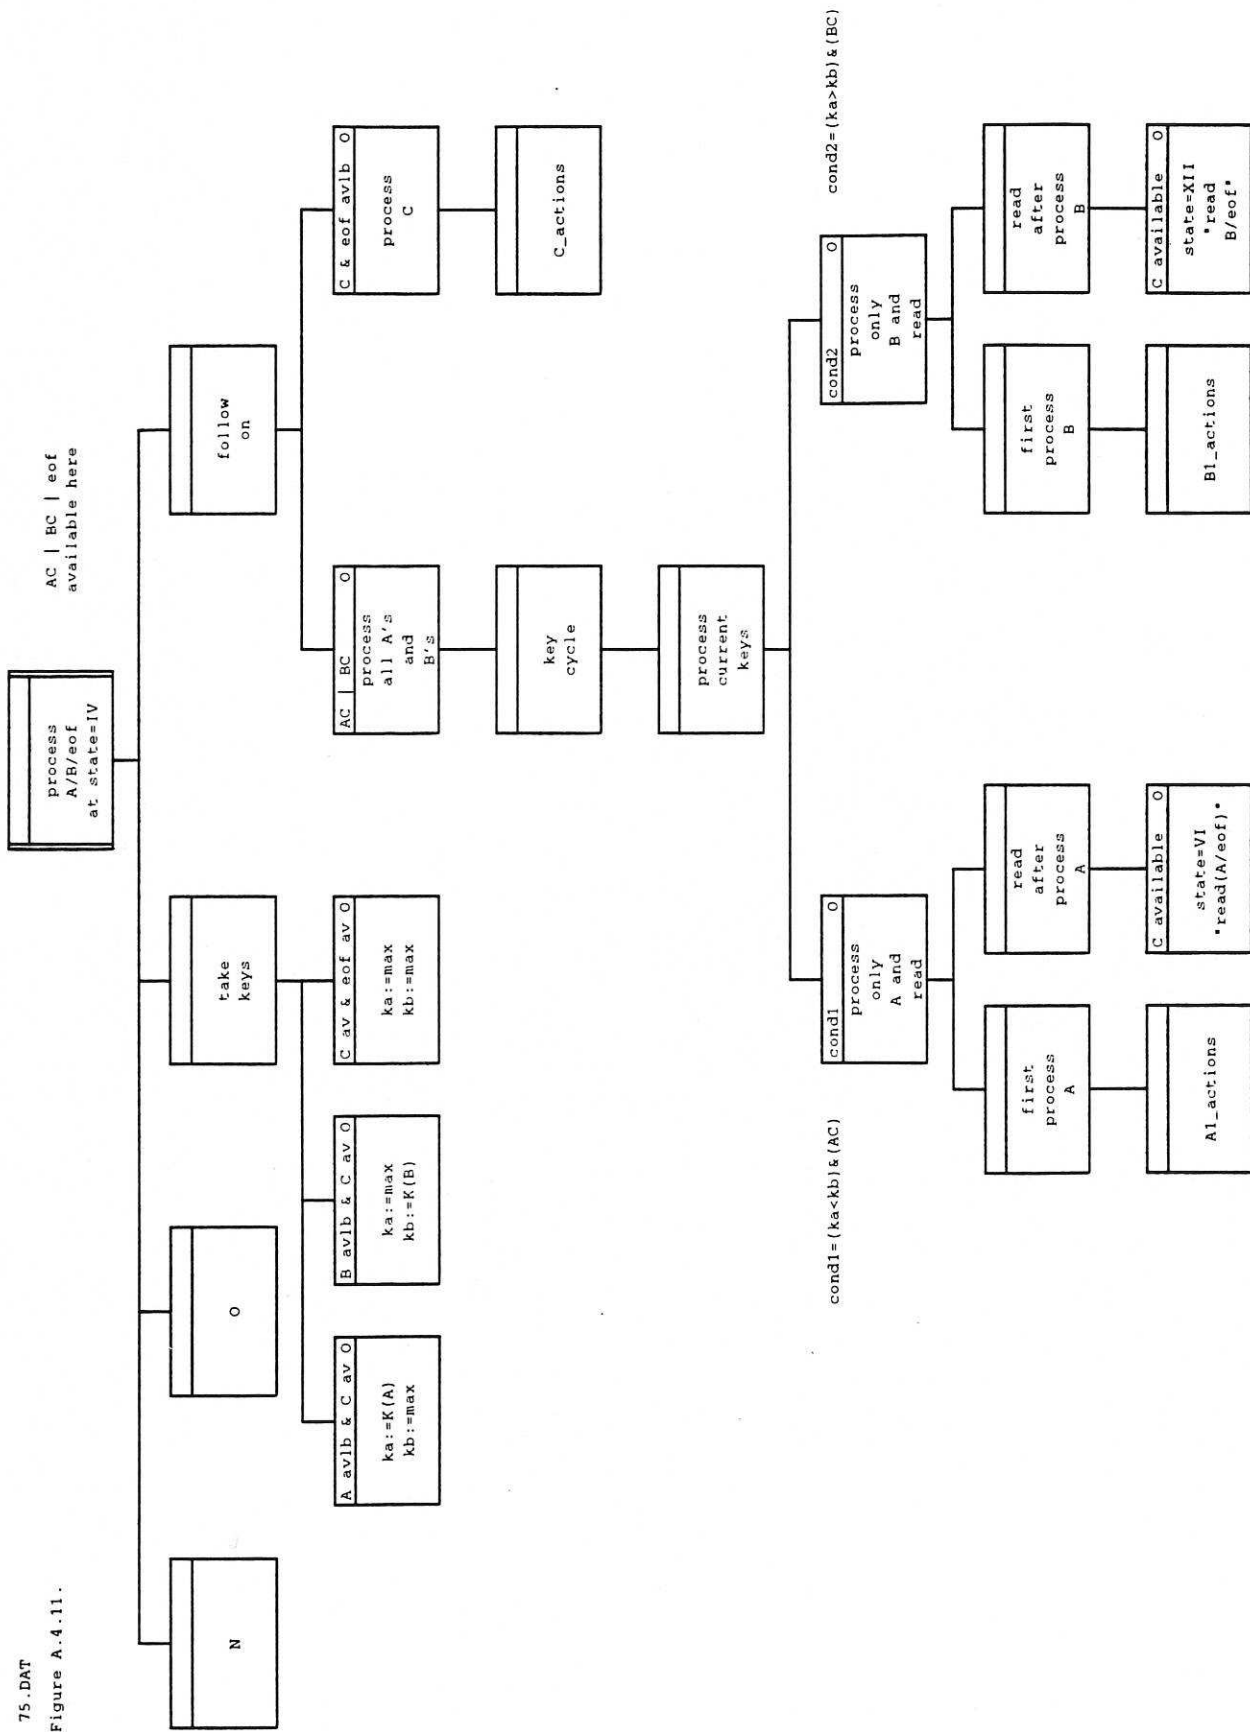 75.DAT
Figure A.4.11.
AC | BC | eof
available here
process
A/B/eof
at state=IV
N
O
take
keys
follow
on
A avlb & C av O
ka:=K(A)
kb:=max
B avlb & C av O
ka:=max
kb:=K(B)
C av & eof av O
ka:=max
kb:=max
AC | BC O
process
all A's
and
B's
C & eof avlb O
process
C
key
cycle
C_actions
process
current
keys
cond1=(ka<kb)&(AC)
cond1 O
process
only
A and
read
cond2 O
process
only
B and
read
cond2=(ka>kb)&(BC)
first
process
A
read
after
process
A
first
process
B
read
after
process
B
A1_actions
C available O
state=VI
"read(A/eof)"
B1_actions
C available O
state=XII
"read
B/eof"